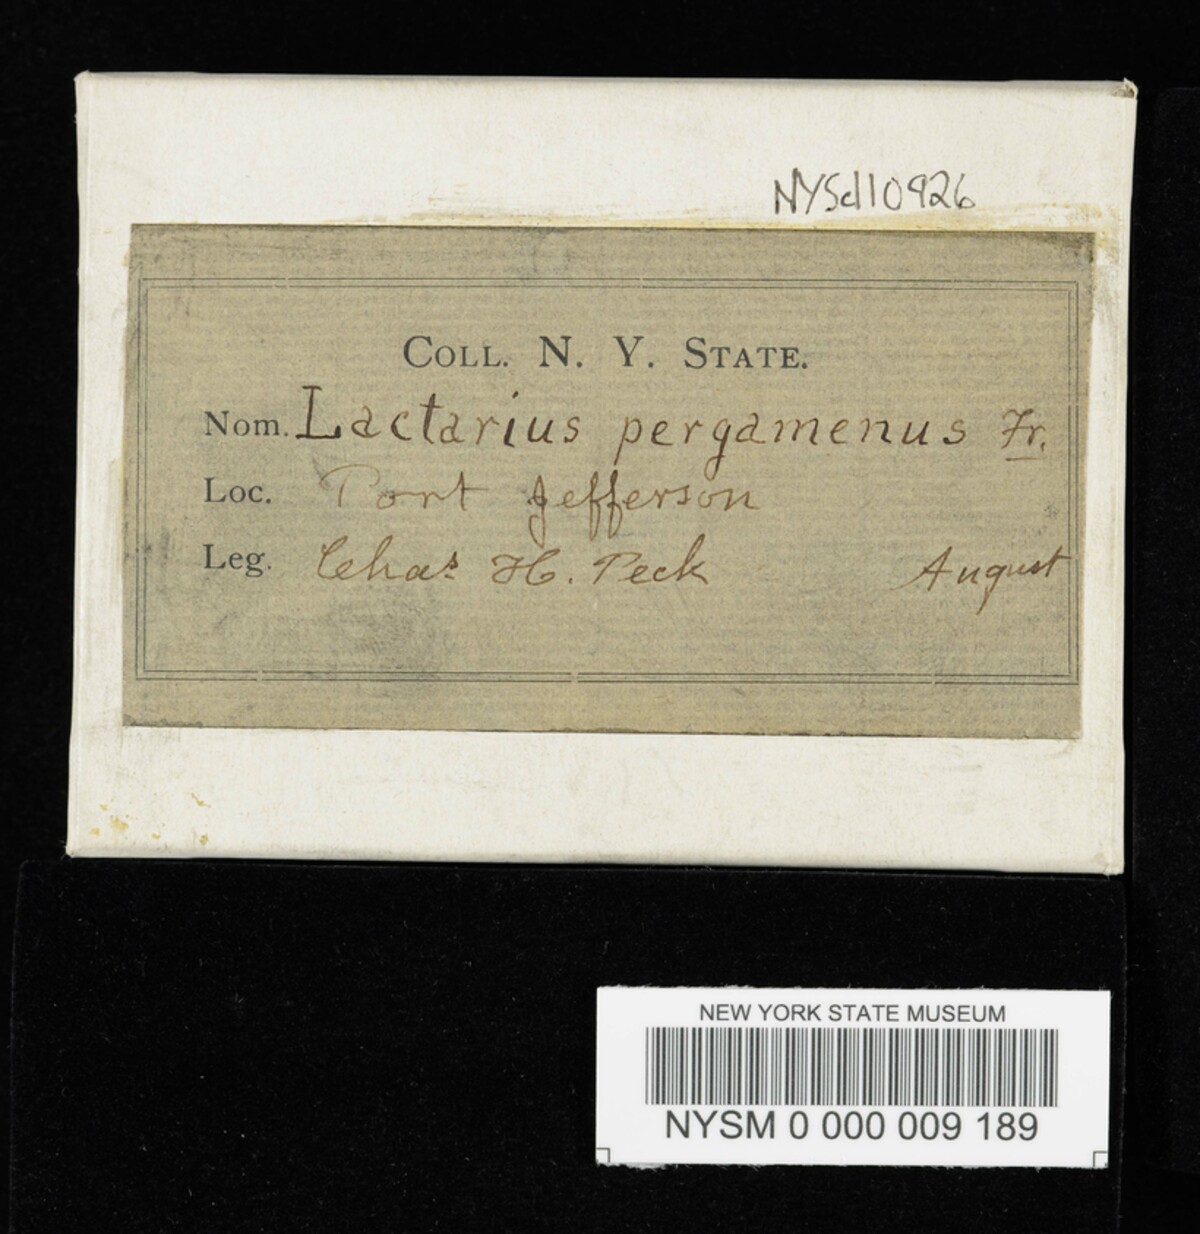 NYSd10926
COLL. N. Y. STATE.
Nom. Lactarius pergamenus Fr.
Loc. Port Jefferson
Leg. Chas. H. Peck August
NEW YORK STATE MUSEUM
NYSM 0 000 009 189